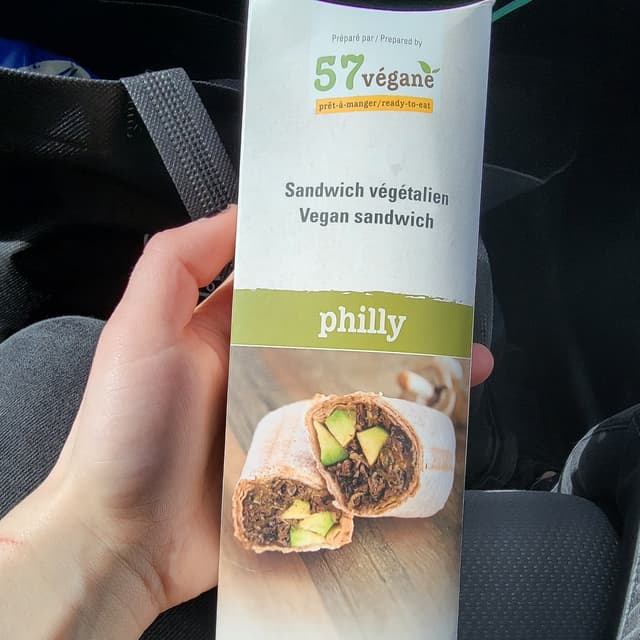 Préparé par / Prepared by
57 végane
prêt-à-manger/ready-to-eat
Sandwich végétalien
Vegan sandwich
philly